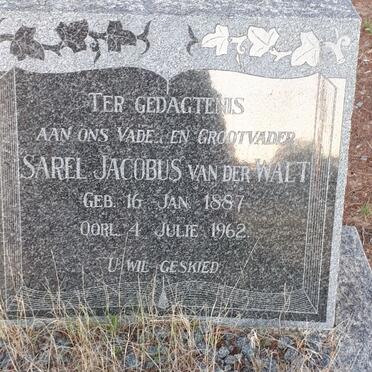 TER GEDAGTENIS
AAN ONS VADER EN GROOTVADER
SAREL JACOBUS VAN DER WALT
GEB. 16 JAN 1887
OORL. 4 JULIE 1962
U WIL GESKIED